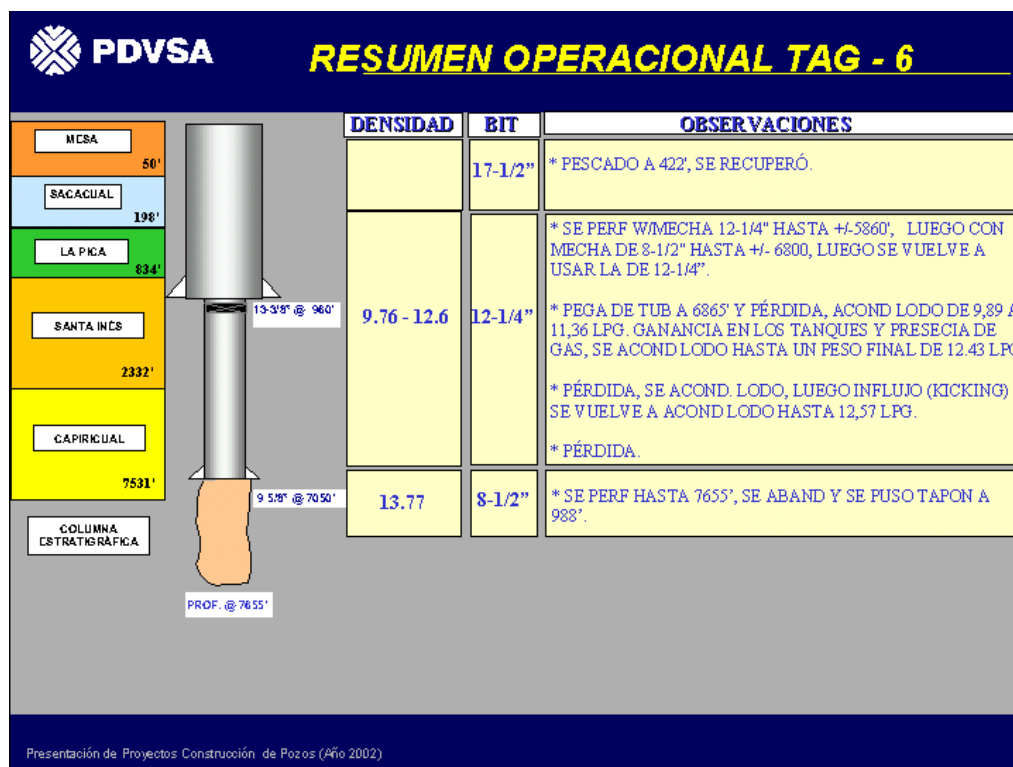 PDVSA
RESUMEN OPERACIONAL TAG - 6
MESA
50'
SACACUAL
198'
LA PICA
834'
SANTA INÉS
2332'
CAPIRICUAL
7531'
COLUMNA
ESTRATIGRÁFICA
13-3/8" @ 960'
9 5/8" @ 7050'
PROF. @ 7655'
DENSIDAD
BIT
OBSERVACIONES
17-1/2”
* PESCADO A 422', SE RECUPERÓ.
9.76 - 12.6
12-1/4”
* SE PERF W/MECHA 12-1/4" HASTA +/-5860', LUEGO CON
MECHA DE 8-1/2" HASTA +/- 6800, LUEGO SE VUELVE A
USAR LA DE 12-1/4”.
* PEGA DE TUB A 6865' Y PÉRDIDA, ACOND LODO DE 9,89 A
11,36 LPG. GANANCIA EN LOS TANQUES Y PRESECIA DE
GAS, SE ACOND LODO HASTA UN PESO FINAL DE 12.43 LPG
* PÉRDIDA, SE ACOND. LODO, LUEGO INFLUJO (KICKING)
SE VUELVE A ACOND LODO HASTA 12,57 LPG.
* PÉRDIDA.
13.77
8-1/2”
* SE PERF HASTA 7655’, SE ABAND Y SE PUSO TAPON A
988’.
Presentación de Proyectos Construcción de Pozos (Año 2002)